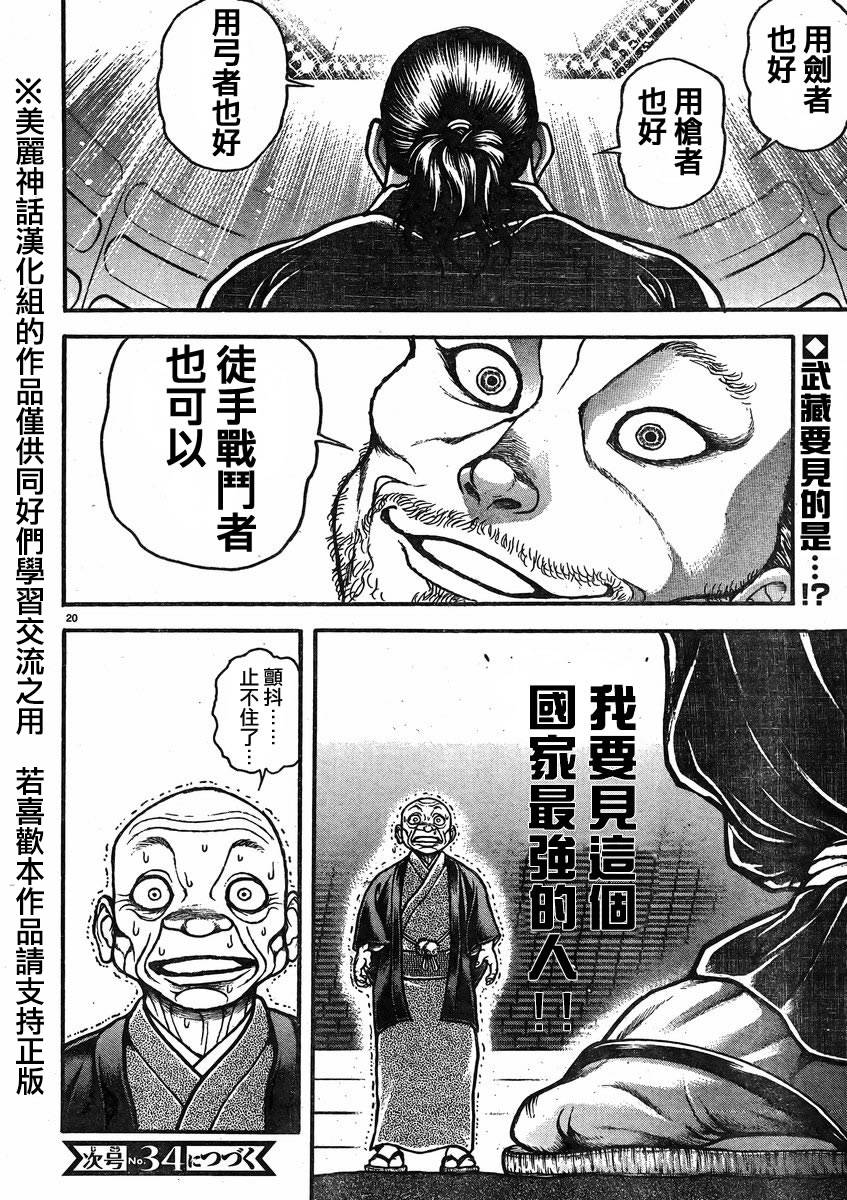 用劍者
也好
用槍者
也好
用弓者也好
◆武藏要見的是…!?
徒手戰鬥者
也可以
20
我要見這個
國家最強的人!!
顫抖……
止不住了……
次号No.34につづく
7/25
※美麗神話漢化組的作品僅供同好們學習交流之用 若喜歡本作品請支持正版